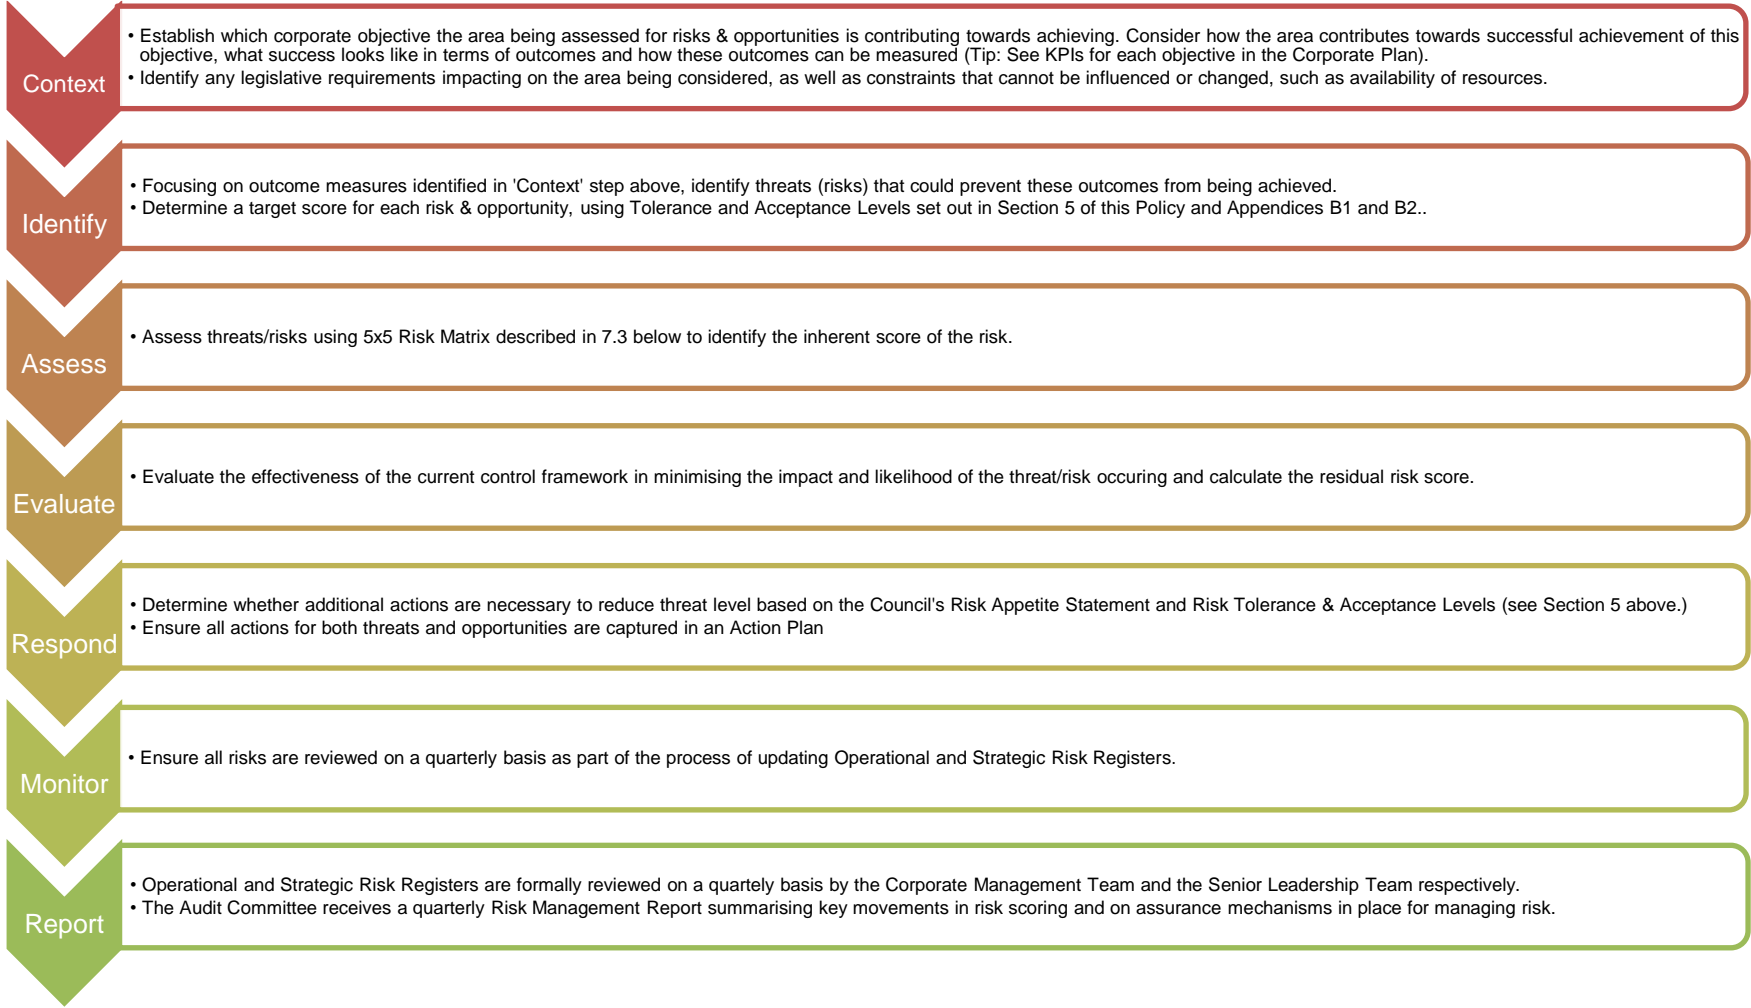 Context
• Establish which corporate objective the area being assessed for risks & opportunities is contributing towards achieving. Consider how the area contributes towards successful achievement of this
objective, what success looks like in terms of outcomes and how these outcomes can be measured (Tip: See KPIs for each objective in the Corporate Plan).
• Identify any legislative requirements impacting on the area being considered, as well as constraints that cannot be influenced or changed, such as availability of resources.
Identify
• Focusing on outcome measures identified in 'Context' step above, identify threats (risks) that could prevent these outcomes from being achieved.
• Determine a target score for each risk & opportunity, using Tolerance and Acceptance Levels set out in Section 5 of this Policy and Appendices B1 and B2..
Assess
• Assess threats/risks using 5x5 Risk Matrix described in 7.3 below to identify the inherent score of the risk.
Evaluate
• Evaluate the effectiveness of the current control framework in minimising the impact and likelihood of the threat/risk occuring and calculate the residual risk score.
Respond
• Determine whether additional actions are necessary to reduce threat level based on the Council's Risk Appetite Statement and Risk Tolerance & Acceptance Levels (see Section 5 above.)
• Ensure all actions for both threats and opportunities are captured in an Action Plan
Monitor
• Ensure all risks are reviewed on a quarterly basis as part of the process of updating Operational and Strategic Risk Registers.
Report
• Operational and Strategic Risk Registers are formally reviewed on a quartely basis by the Corporate Management Team and the Senior Leadership Team respectively.
• The Audit Committee receives a quarterly Risk Management Report summarising key movements in risk scoring and on assurance mechanisms in place for managing risk.